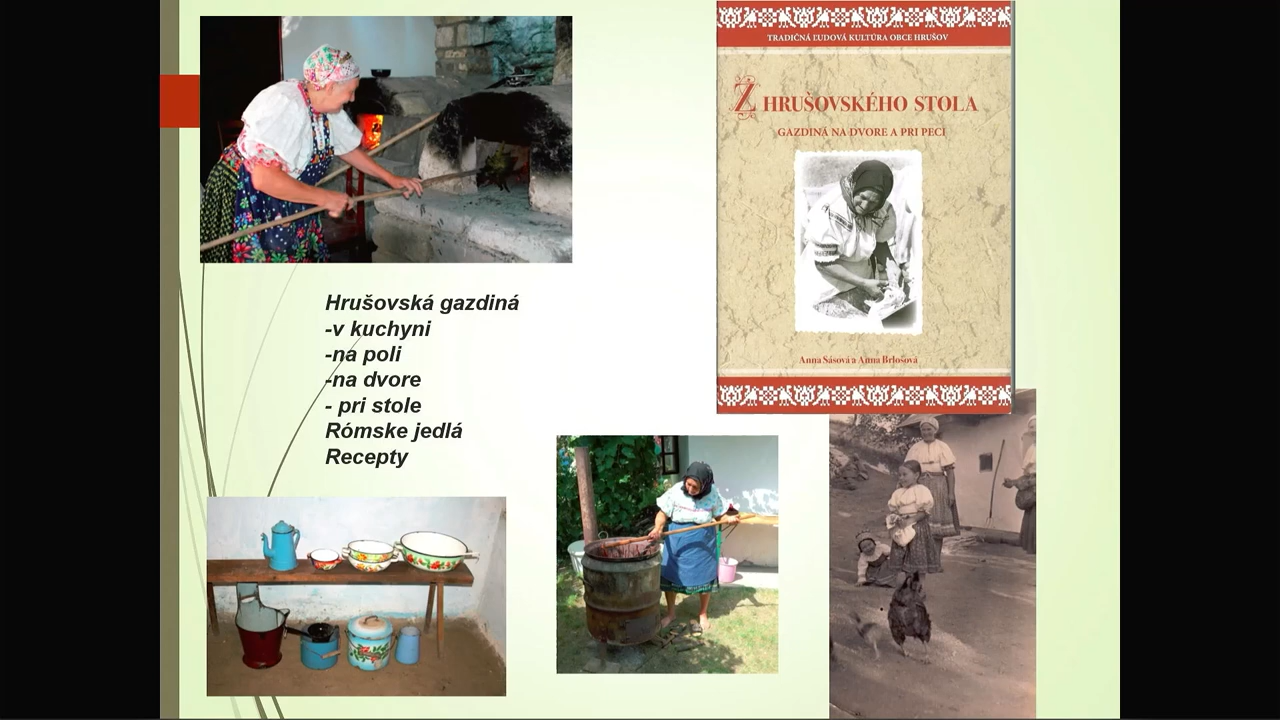 TRADIČNÁ ĽUDOVÁ KULTÚRA OBCE HRUŠOV
Z HRUŠOVSKÉHO STOLA
GAZDINÁ NA DVORE A PRI PECI
Anna Sásová a Anna Brlošová
Hrušovská gazdiná
-v kuchyni
-na poli
-na dvore
- pri stole
Rómske jedlá
Recepty